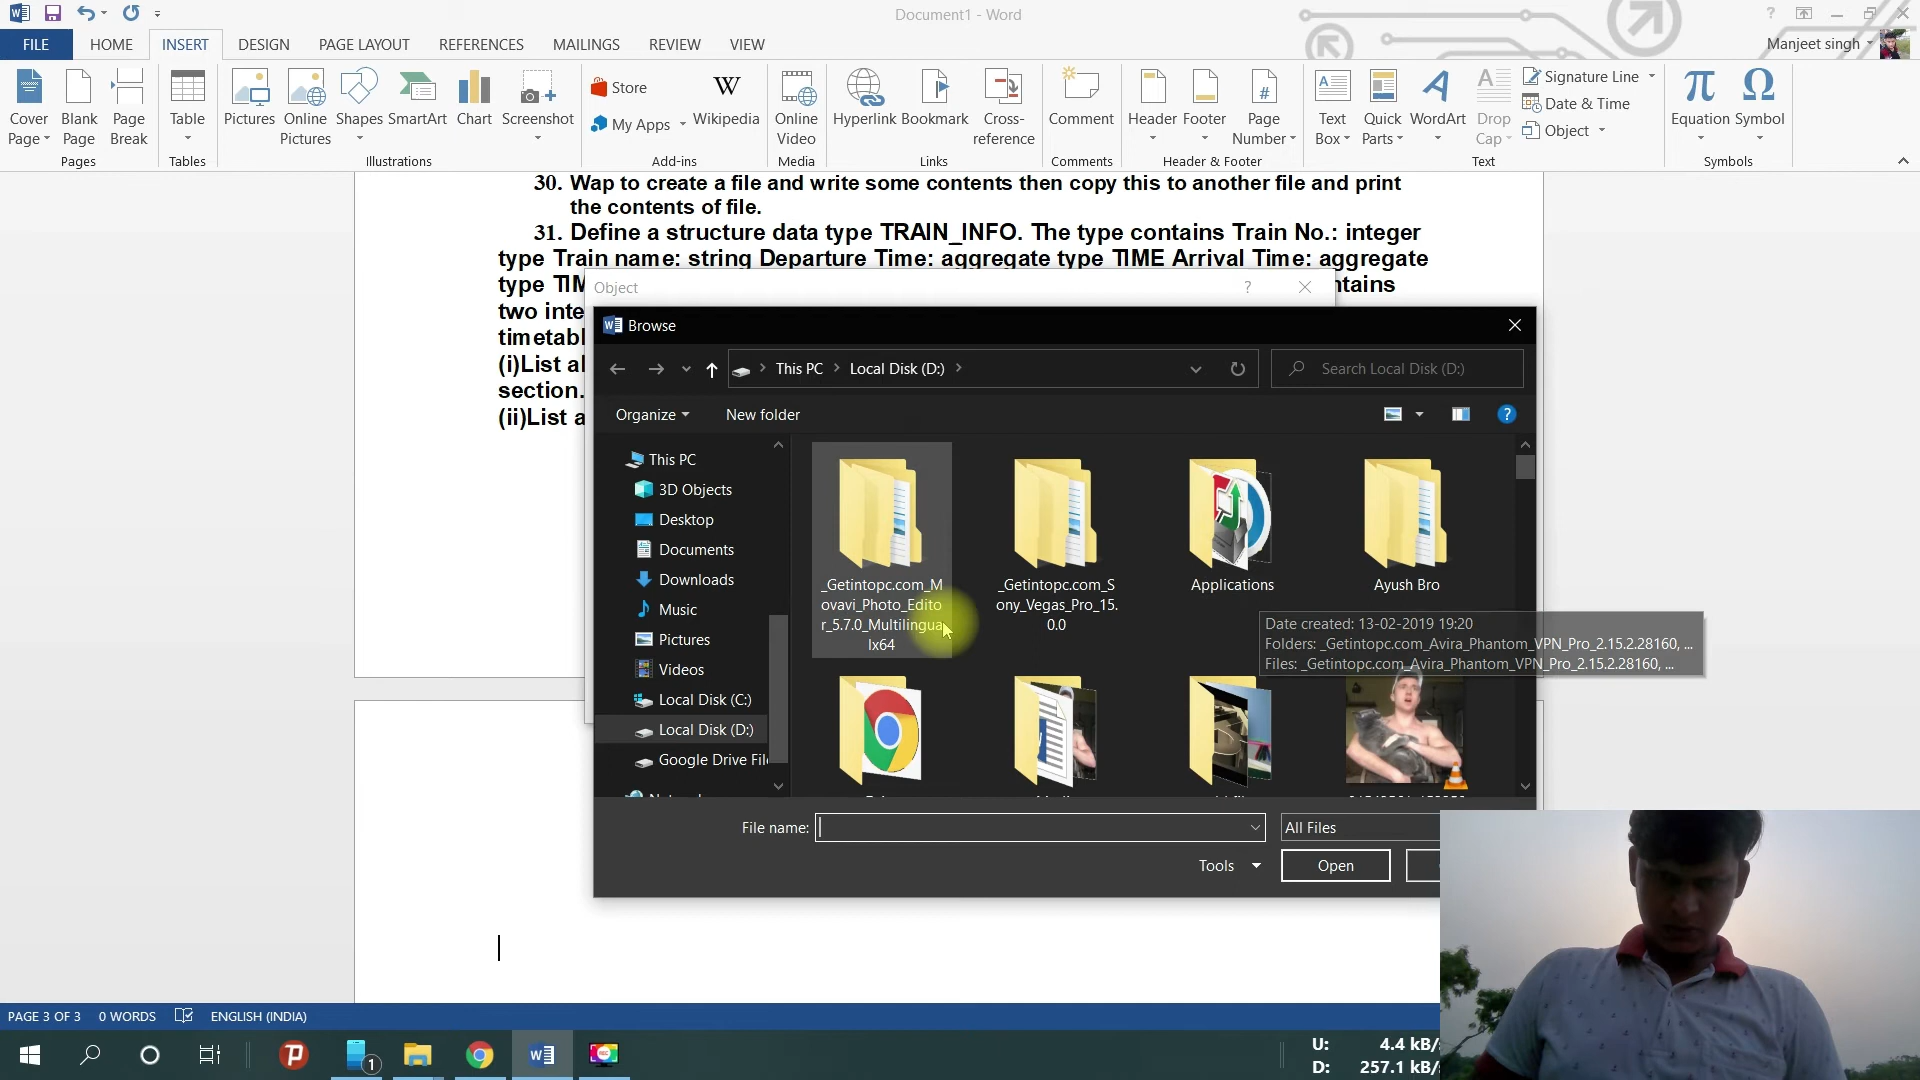 Document1 - Word
FILE HOME INSERT DESIGN PAGE LAYOUT REFERENCES MAILINGS REVIEW VIEW
Manjeet singh
Cover Page
Blank Page
Page Break
Pages
Table
Tables
Pictures
Online Pictures
Shapes
SmartArt
Chart
Screenshot
Illustrations
Store
My Apps
Wikipedia
Add-ins
Online Video
Media
Hyperlink
Bookmark
Cross-reference
Links
Comment
Comments
Header
Footer
Page Number
Header & Footer
Text Box
Quick Parts
WordArt
Drop Cap
Signature Line
Date & Time
Object
Text
Equation
Symbol
Symbols
30. Wap to create a file and write some contents then copy this to another file and print
the contents of file.
31. Define a structure data type TRAIN_INFO. The type contains Train No.: integer
type Train name: string Departure Time: aggregate type TIME Arrival Time: aggregate
type TIM
two inte
timetabl
(i)List al
section.
(ii)List a
Object
Browse
This PC
Local Disk (D:)
Search Local Disk (D:)
Organize
New folder
This PC
3D Objects
Desktop
Documents
Downloads
Music
Pictures
Videos
Local Disk (C:)
Local Disk (D:)
Google Drive Fil
_Getintopc.com_M
ovavi_Photo_Edito
r_5.7.0_Multilingua
lx64
_Getintopc.com_S
ony_Vegas_Pro_15.
0.0
Applications
Ayush Bro
Date created: 13-02-2019 19:20
Folders: _Getintopc.com_Avira_Phantom_VPN_Pro_2.15.2.28160, ...
Files: _Getintopc.com_Avira_Phantom_VPN_Pro_2.15.2.28160, ...
File name:
All Files
Tools
Open
PAGE 3 OF 3 0 WORDS ENGLISH (INDIA)
1
U: 4.4 kB/
D: 257.1 kB/